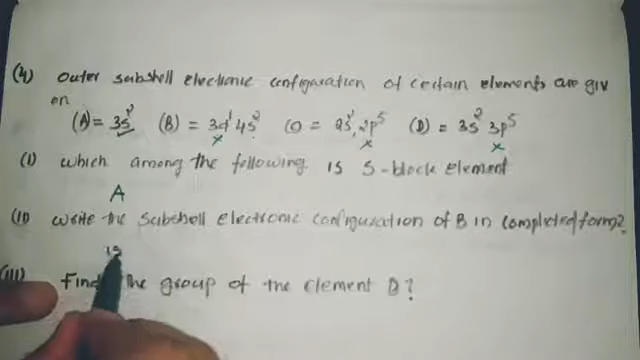 (4) Outer subshell electronic configuration of certain elements are giv
en
(A) = 3s² (B) = 3d¹ 4s² (C) = 2s², 2p⁵ (D) = 3s² 3p⁵
(I) which among the following is S-block element
A
(II) write the subshell electronic configuration of B in completed form?
1s
(III) Find the group of the element D?